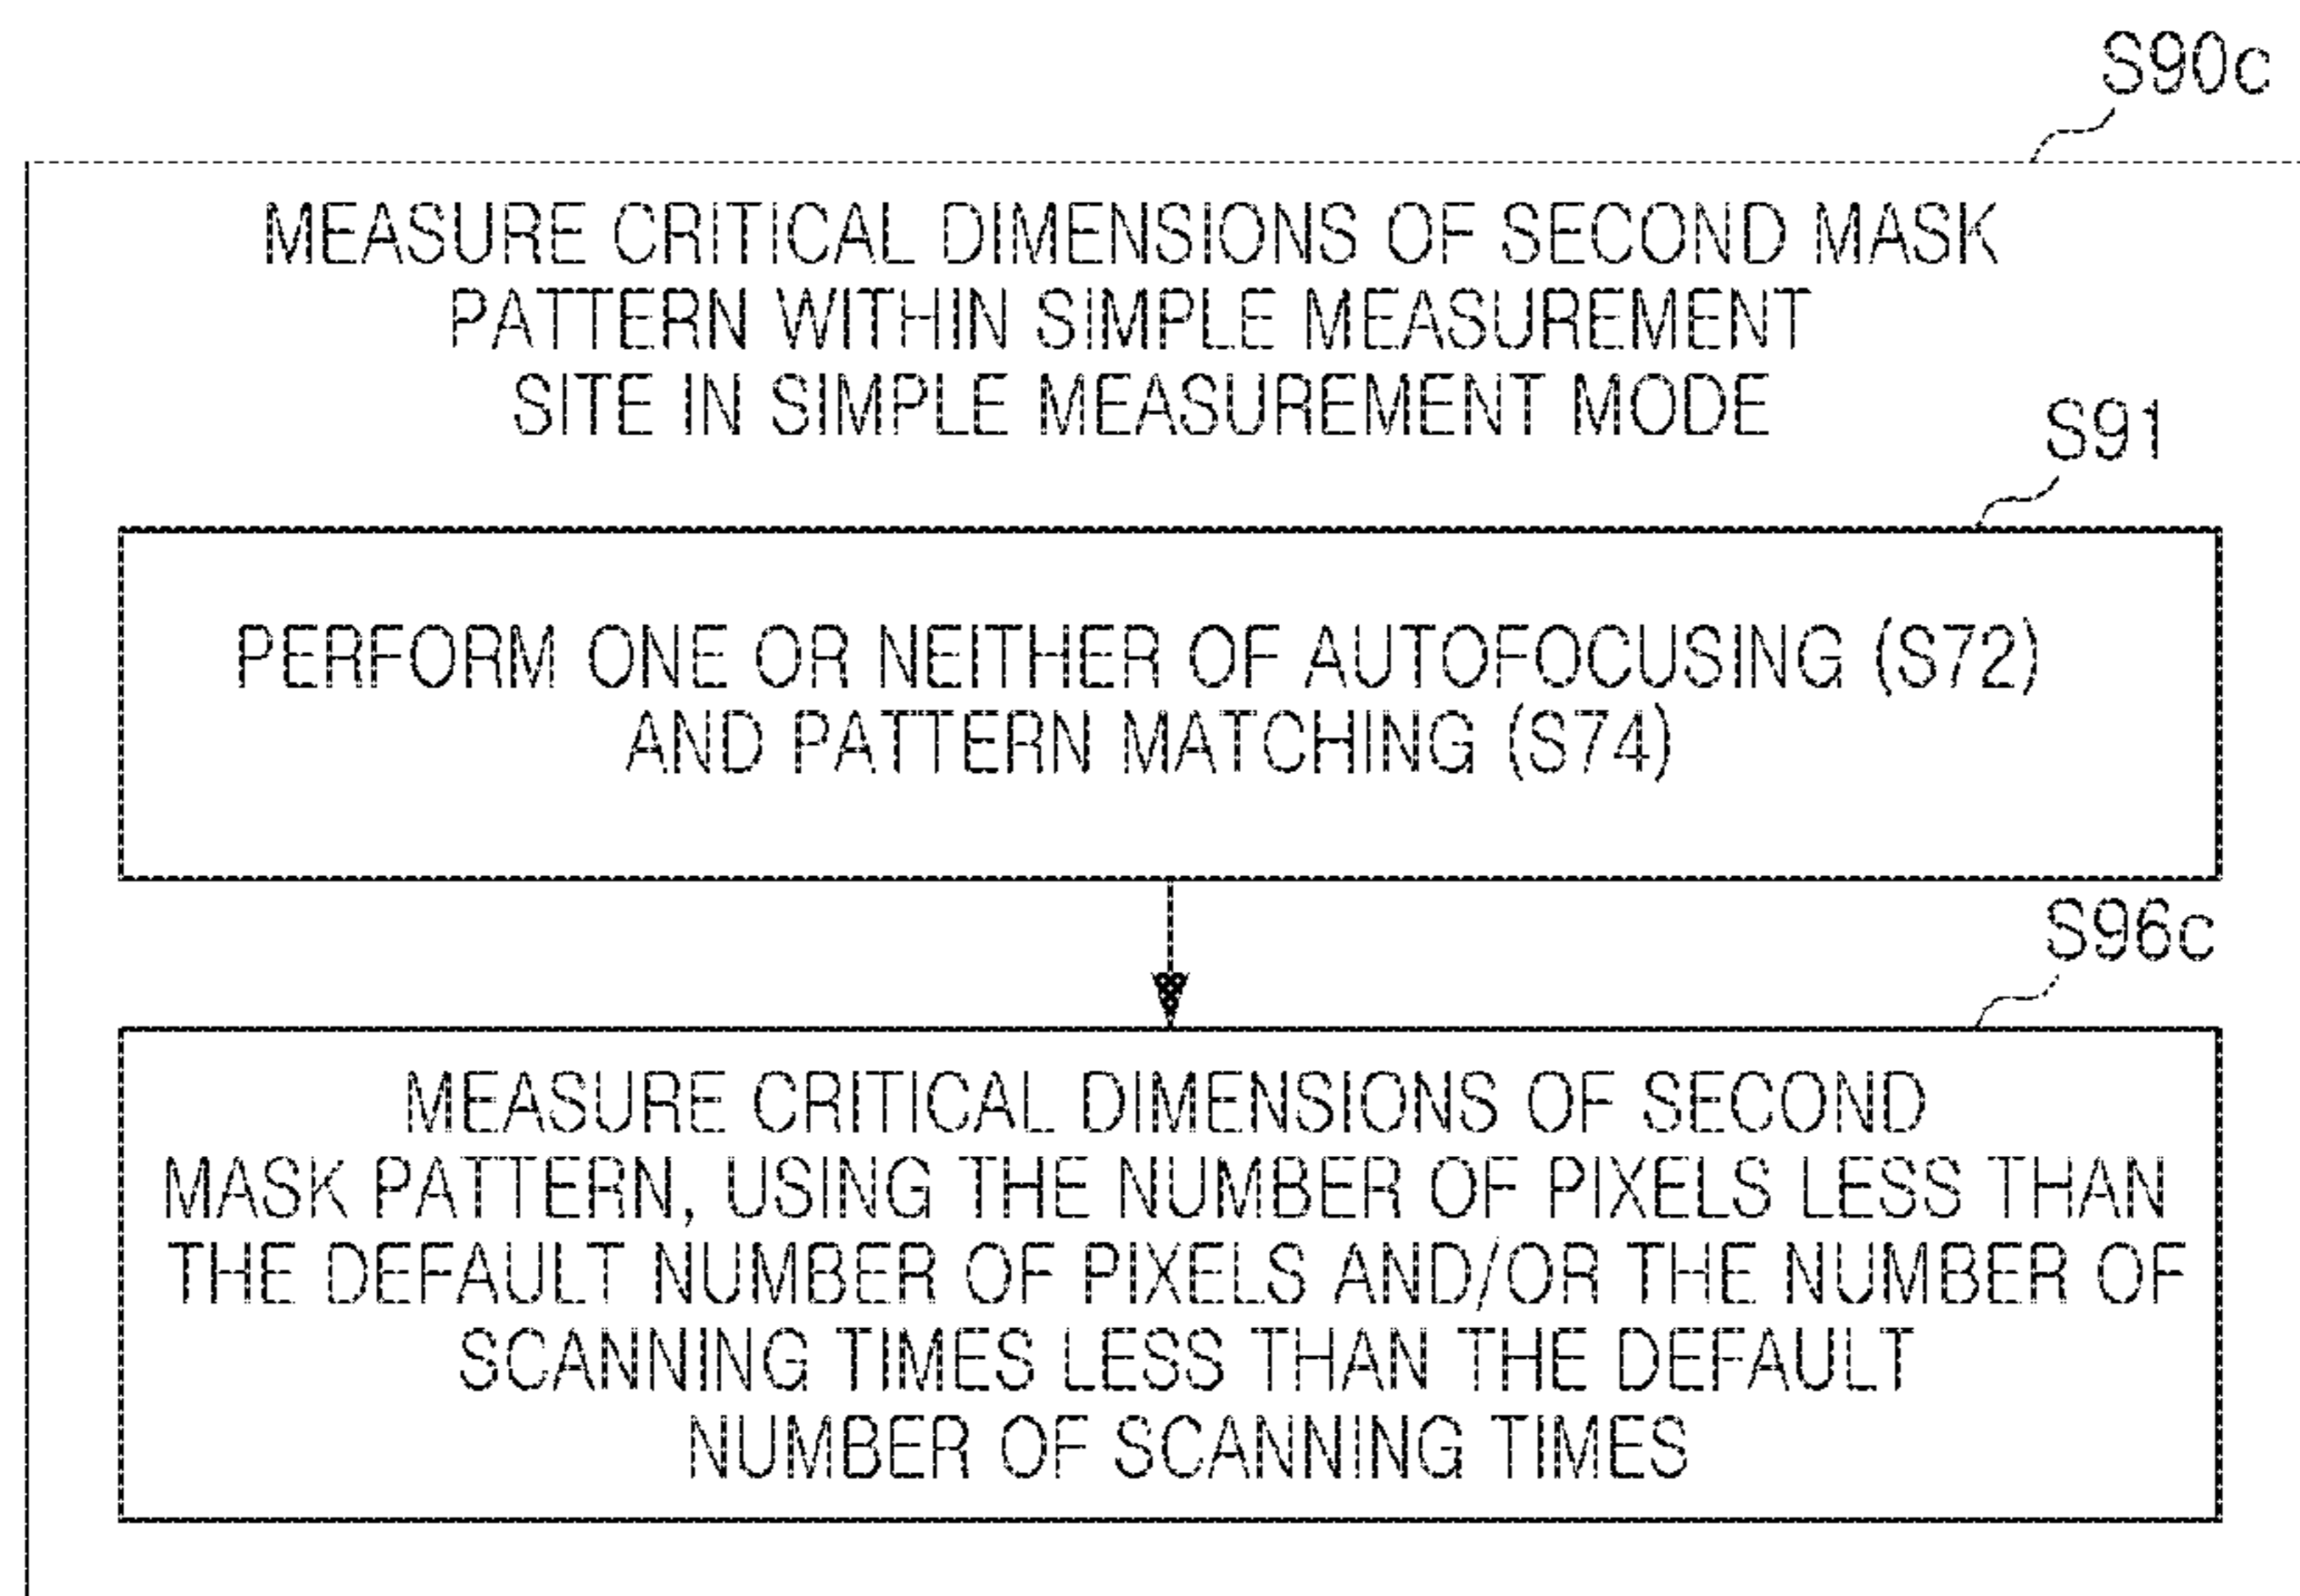 S90c
MEASURE CRITICAL DIMENSIONS OF SECOND MASK
PATTERN WITHIN SIMPLE MEASUREMENT
SITE IN SIMPLE MEASUREMENT MODE
S91
PERFORM ONE OR NEITHER OF AUTOFOCUSING (S72)
AND PATTERN MATCHING (S74)
S96c
MEASURE CRITICAL DIMENSIONS OF SECOND
MASK PATTERN, USING THE NUMBER OF PIXELS LESS THAN
THE DEFAULT NUMBER OF PIXELS AND/OR THE NUMBER OF
SCANNING TIMES LESS THAN THE DEFAULT
NUMBER OF SCANNING TIMES